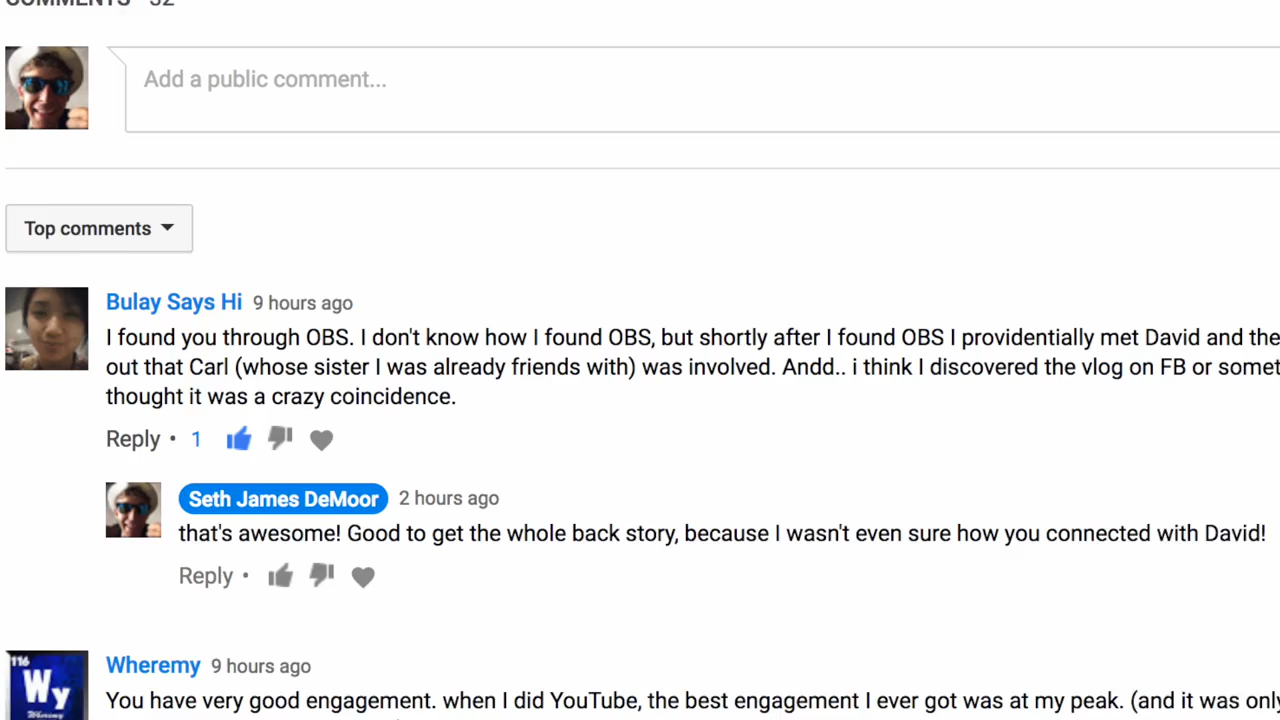 COMMENTS 32
Add a public comment...
Top comments
Bulay Says Hi 9 hours ago
I found you through OBS. I don't know how I found OBS, but shortly after I found OBS I providentially met David and the
out that Carl (whose sister I was already friends with) was involved. Andd.. i think I discovered the vlog on FB or somet
thought it was a crazy coincidence.
Reply • 1
Seth James DeMoor 2 hours ago
that's awesome! Good to get the whole back story, because I wasn't even sure how you connected with David!
Reply •
116
Wy
Wheremy
Wheremy 9 hours ago
You have very good engagement. when I did YouTube, the best engagement I ever got was at my peak. (and it was only